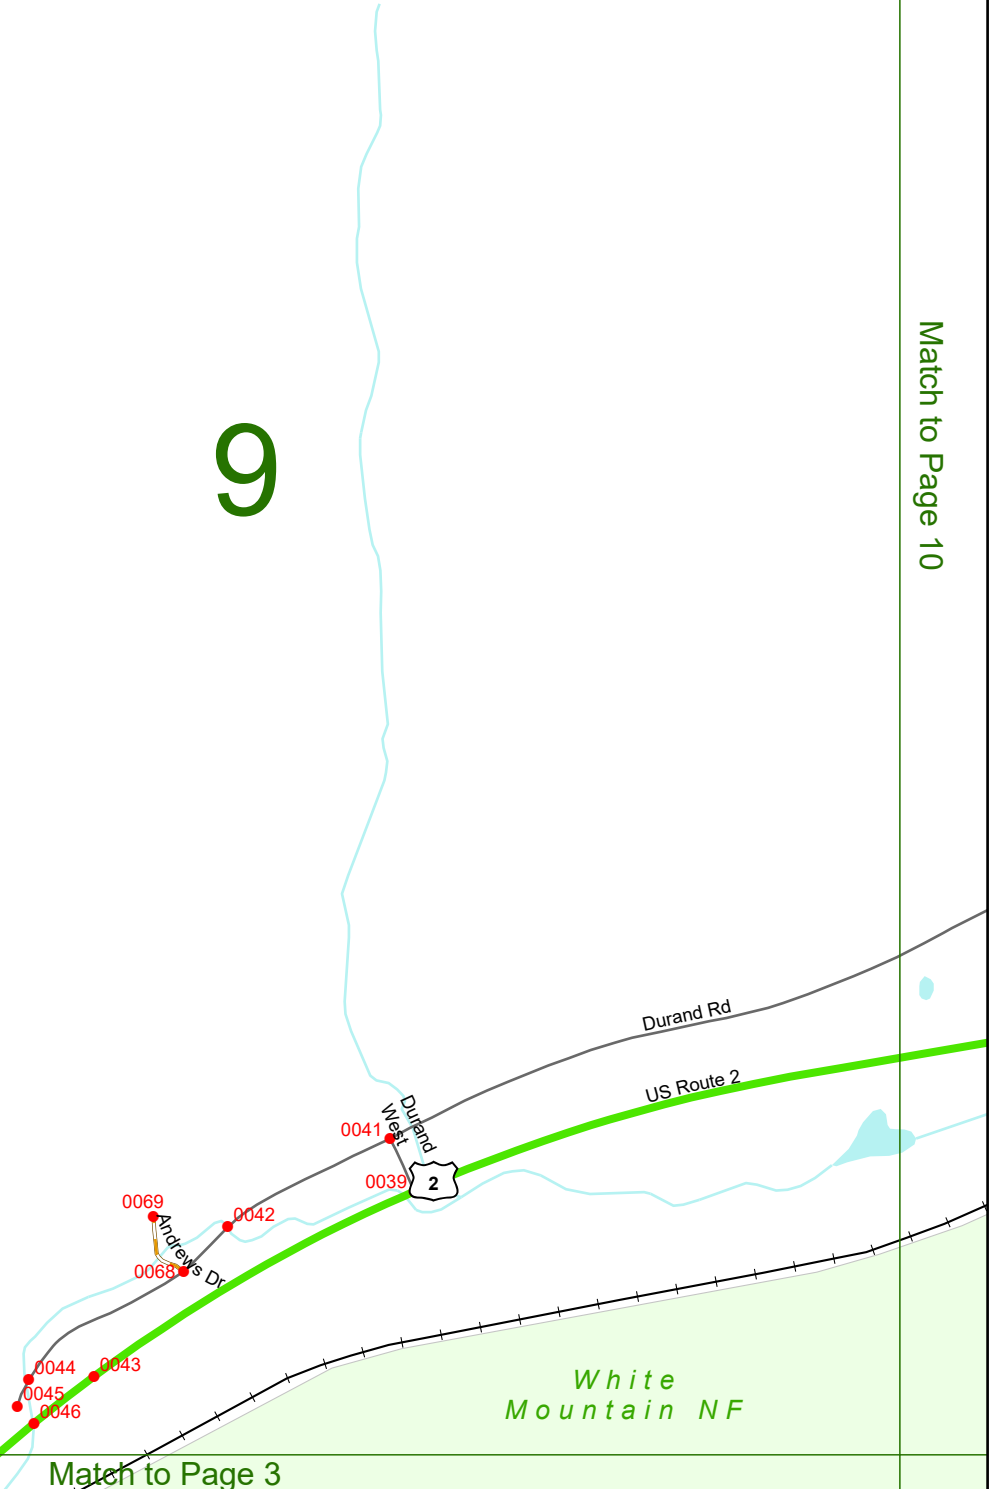 9
Match to Page 10
Durand Rd
US Route 2
West
Durand
0041
0039
2
0069
0042
Andrews Dr
0068
0043
0044
0045
0046
White
Mountain NF
Match to Page 3